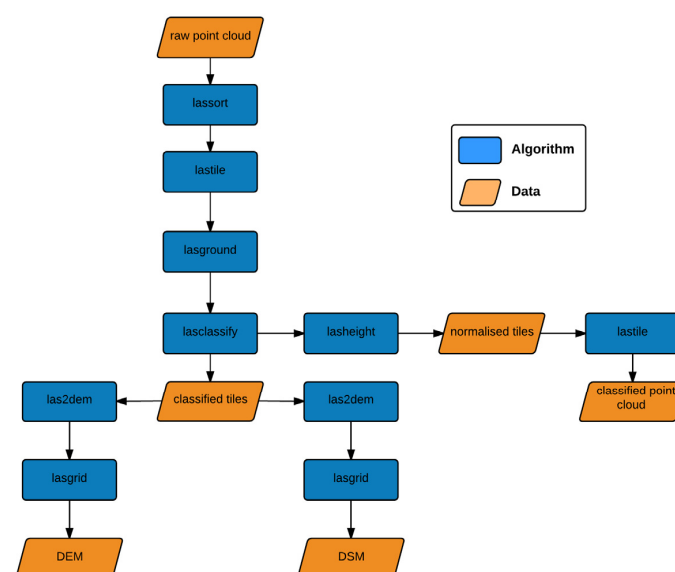 raw point cloud
lassort
Algorithm
lastile
Data
lasground
lasclassify
lasheight
normalised tiles
lastile
las2dem
classified tiles
las2dem
classified point
cloud
lasgrid
lasgrid
DEM
DSM